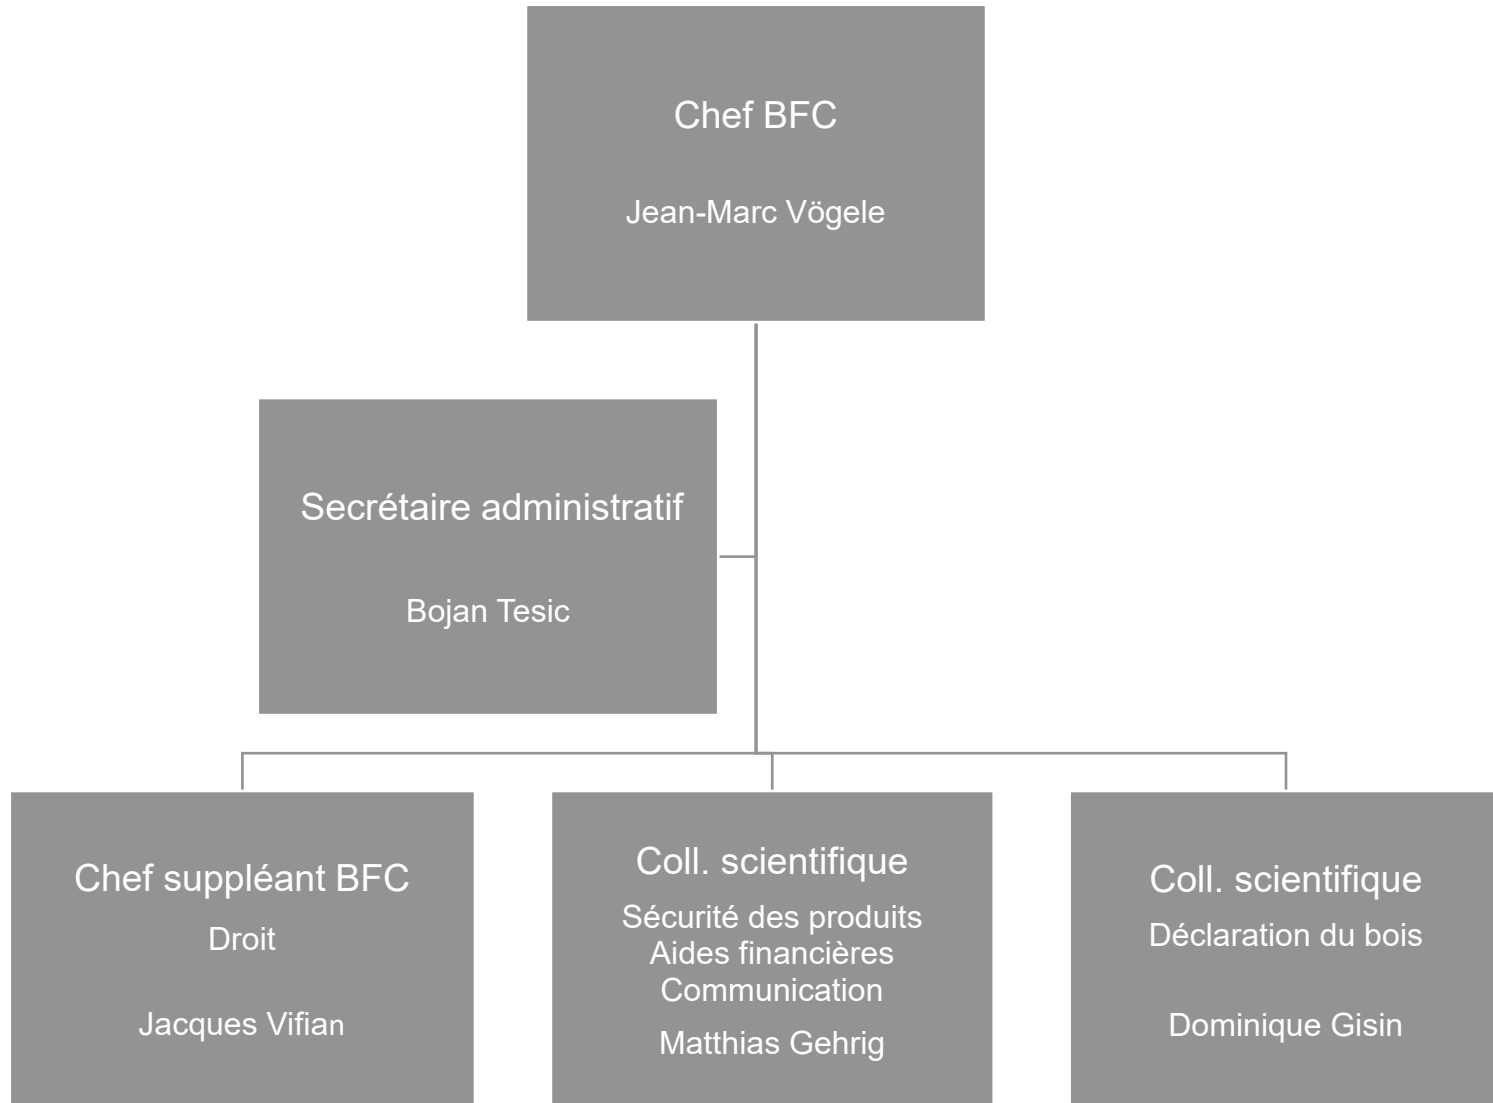 Chef BFC
Jean-Marc Vögele
Secrétaire administratif
Bojan Tesic
Chef suppléant BFC
Droit
Jacques Vifian
Coll. scientifique
Sécurité des produits
Aides financières
Communication
Matthias Gehrig
Coll. scientifique
Déclaration du bois
Dominique Gisin